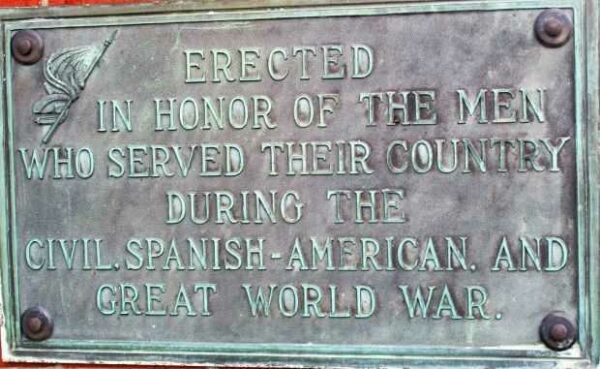 ERECTED
IN HONOR OF THE MEN
WHO SERVED THEIR COUNTRY
DURING THE
CIVIL, SPANISH-AMERICAN. AND
GREAT WORLD WAR.